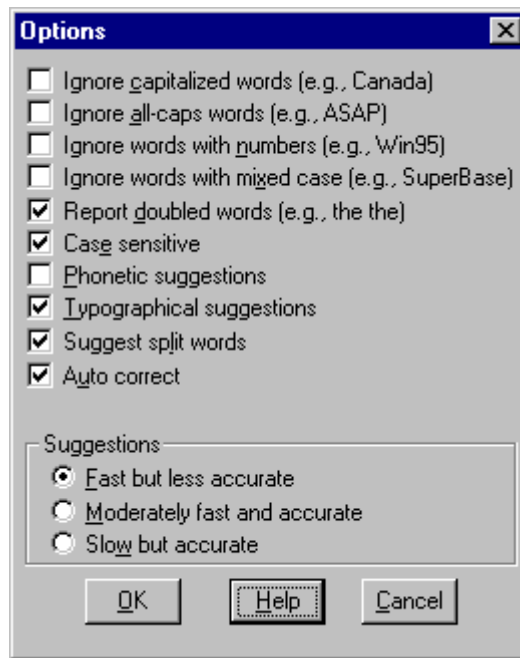 Options
Ignore capitalized words (e.g., Canada)
Ignore all-caps words (e.g., ASAP)
Ignore words with numbers (e.g., Win95)
Ignore words with mixed case (e.g., SuperBase)
Report doubled words (e.g., the the)
Case sensitive
Phonetic suggestions
Typographical suggestions
Suggest split words
Auto correct
Suggestions
Fast but less accurate
Moderately fast and accurate
Slow but accurate
OK Help Cancel